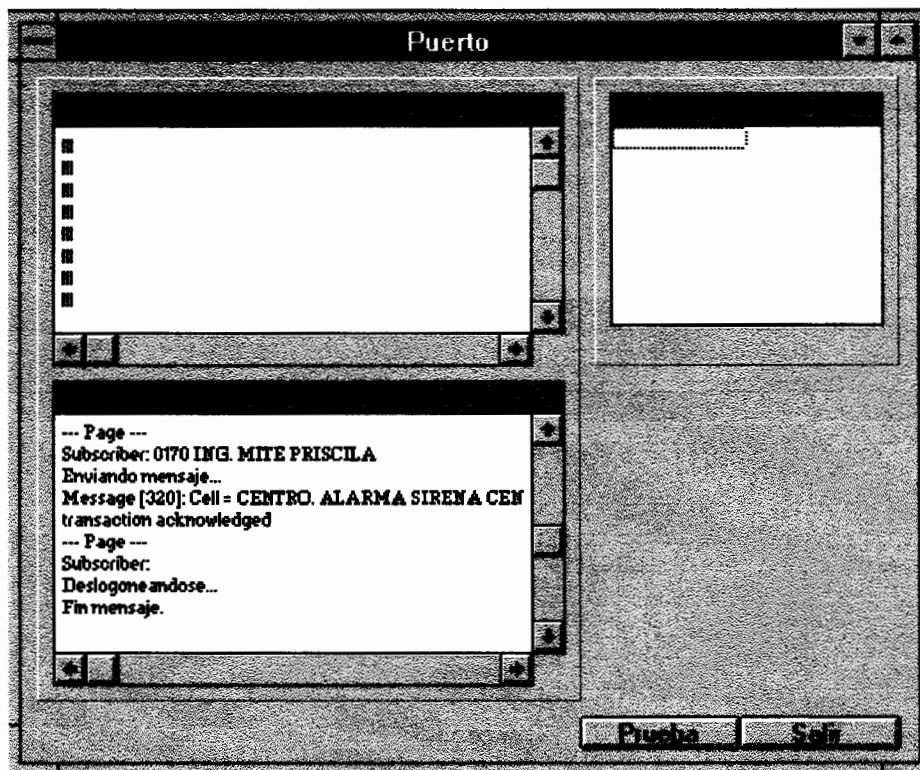 Puerto
--- Page ---
Subscriber: 0170 ING. MITE PRISCILA
Enviando mensaje...
Message [320]: Cell = CENTRO. ALARMA SIRENA CEN
transaction acknowledged
--- Page ---
Subscriber:
Deslogoneandose...
Fin mensaje.
Prueba
Salir